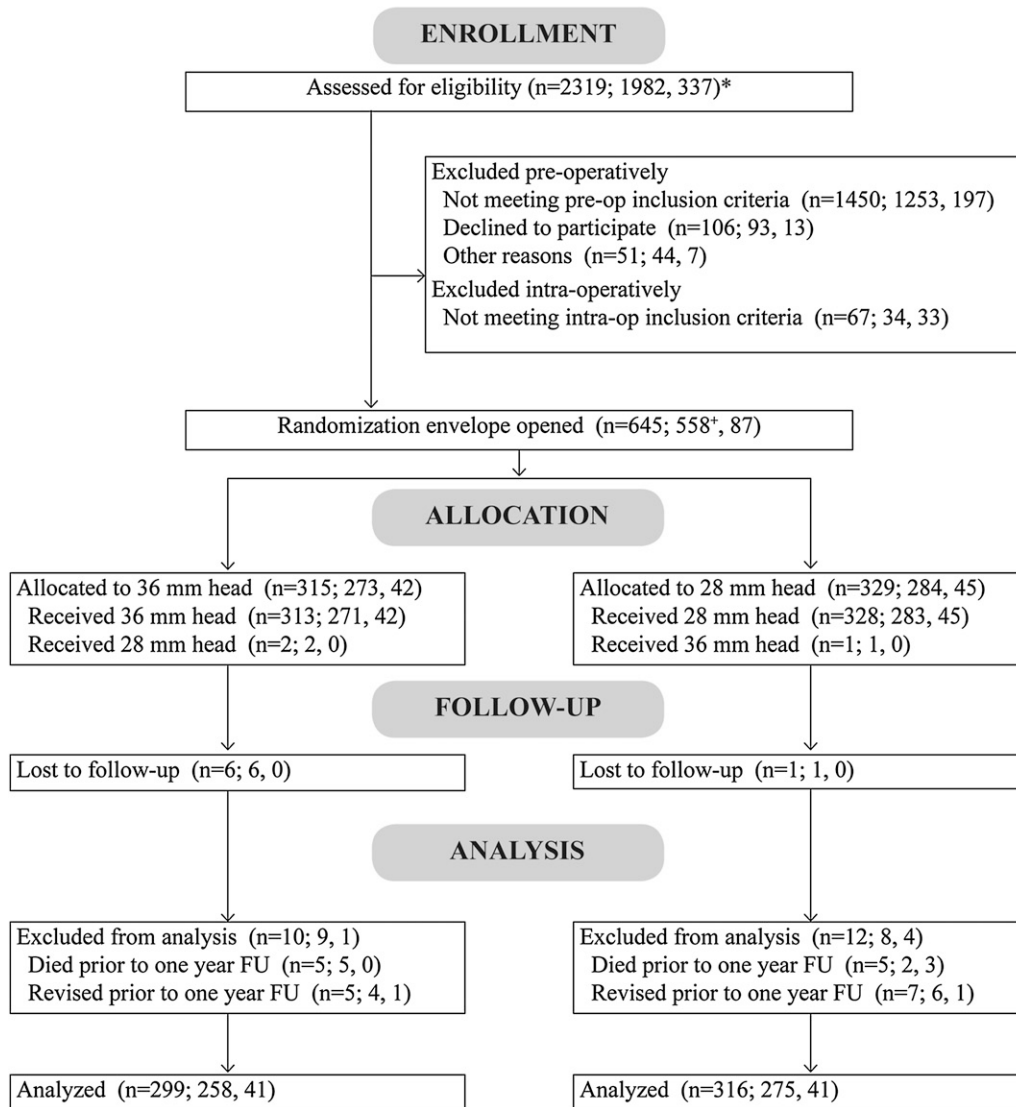 ENROLLMENT
Assessed for eligibility (n=2319; 1982, 337)*
Excluded pre-operatively
Not meeting pre-op inclusion criteria (n=1450; 1253, 197)
Declined to participate (n=106; 93, 13)
Other reasons (n=51; 44, 7)
Excluded intra-operatively
Not meeting intra-op inclusion criteria (n=67; 34, 33)
Randomization envelope opened (n=645; 558⁺, 87)
ALLOCATION
Allocated to 36 mm head (n=315; 273, 42)
Received 36 mm head (n=313; 271, 42)
Received 28 mm head (n=2; 2, 0)
Allocated to 28 mm head (n=329; 284, 45)
Received 28 mm head (n=328; 283, 45)
Received 36 mm head (n=1; 1, 0)
FOLLOW-UP
Lost to follow-up (n=6; 6, 0)
Lost to follow-up (n=1; 1, 0)
ANALYSIS
Excluded from analysis (n=10; 9, 1)
Died prior to one year FU (n=5; 5, 0)
Revised prior to one year FU (n=5; 4, 1)
Excluded from analysis (n=12; 8, 4)
Died prior to one year FU (n=5; 2, 3)
Revised prior to one year FU (n=7; 6, 1)
Analyzed (n=299; 258, 41)
Analyzed (n=316; 275, 41)